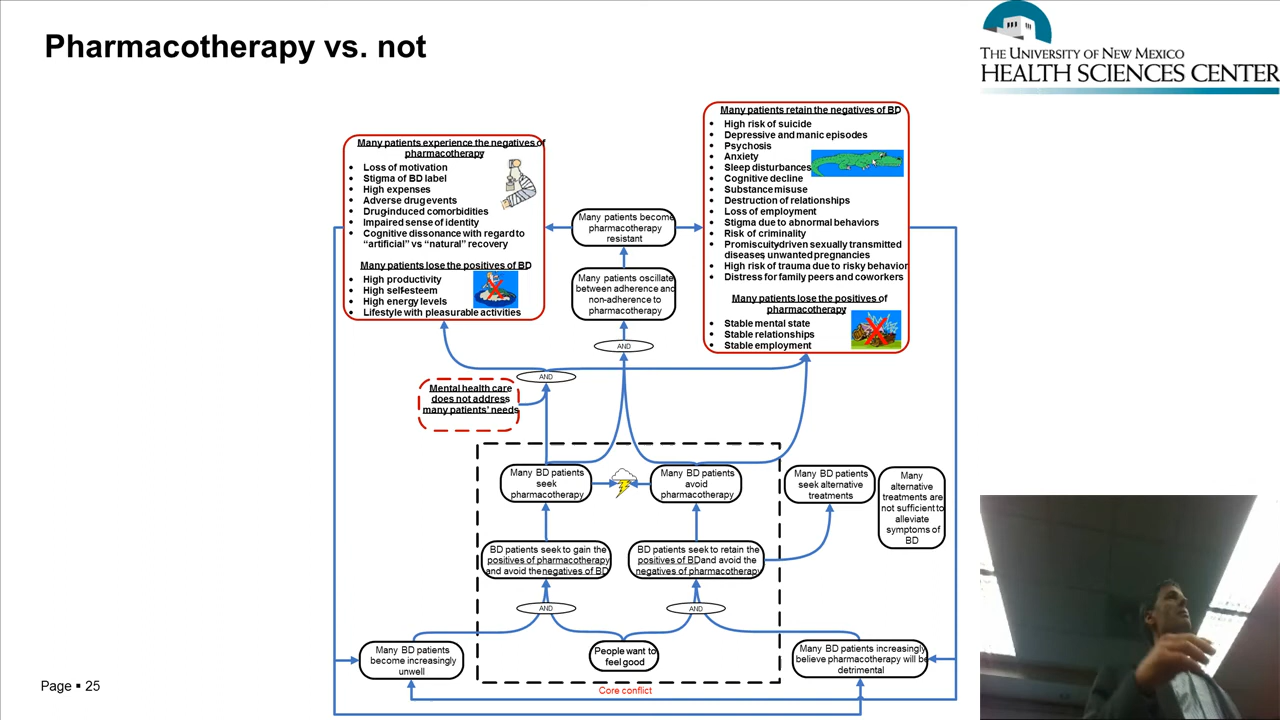 Pharmacotherapy vs. not
THE UNIVERSITY OF NEW MEXICO
HEALTH SCIENCES CENTER
Many patients experience the negatives of
pharmacotherapy
• Loss of motivation
• Stigma of BD label
• High expenses
• Adverse drug events
• Druginduced comorbidities
• Impaired sense of identity
• Cognitive dissonance with regard to
“artificial” vs “natural” recovery
Many patients lose the positives of BD
• High productivity
• High self-esteem
• High energy levels
• Lifestyle with pleasurable activities
Many patients become
pharmacotherapy
resistant
Many patients oscillate
between adherence and
non-adherence to
pharmacotherapy
AND
Many patients retain the negatives of BD
• High risk of suicide
• Depressive and manic episodes
• Psychosis
• Anxiety
• Sleep disturbances
• Cognitive decline
• Substance misuse
• Destruction of relationships
• Loss of employment
• Stigma due to abnormal behaviors
• Risk of criminality
• Promiscuitydriven sexually transmitted
diseases, unwanted pregnancies
• High risk of trauma due to risky behavior
• Distress for family peers and coworkers
Many patients lose the positives of
pharmacotherapy
• Stable mental state
• Stable relationships
• Stable employment
AND
Mental health care
does not address
many patients' needs
Many BD patients
seek
pharmacotherapy
Many BD patients
avoid
pharmacotherapy
Many BD patients
seek alternative
treatments
Many
alternative
treatments are
not sufficient to
alleviate
symptoms of
BD
BD patients seek to gain the
positives of pharmacotherapy
and avoid the negatives of BD
BD patients seek to retain the
positives of BD and avoid the
negatives of pharmacotherapy
AND
AND
Many BD patients
become increasingly
unwell
People want to
feel good
Many BD patients increasingly
believe pharmacotherapy will be
detrimental
Core conflict
Page ▪ 25